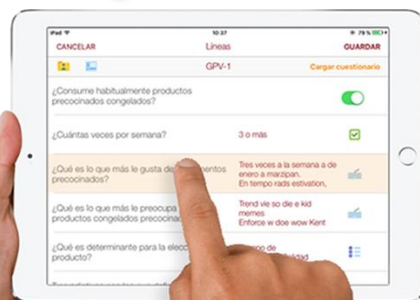 iPad 10:37 79 %
CANCELAR Líneas GUARDAR
GPV-1 Cargar cuestionario
¿Consume habitualmente productos
precocinados congelados?
¿Cuántas veces por semana? 3 o más
¿Qué es lo que más le gusta de
precocinados?
Tres veces a la semana a de
enero a marzipan.
En tempo rads estivation,
¿Qué es lo que más le preocupa
productos congelados
Trend vie so die e kid
memes
Enforce w doe wow Kent
¿Qué es determinante para la
producto?